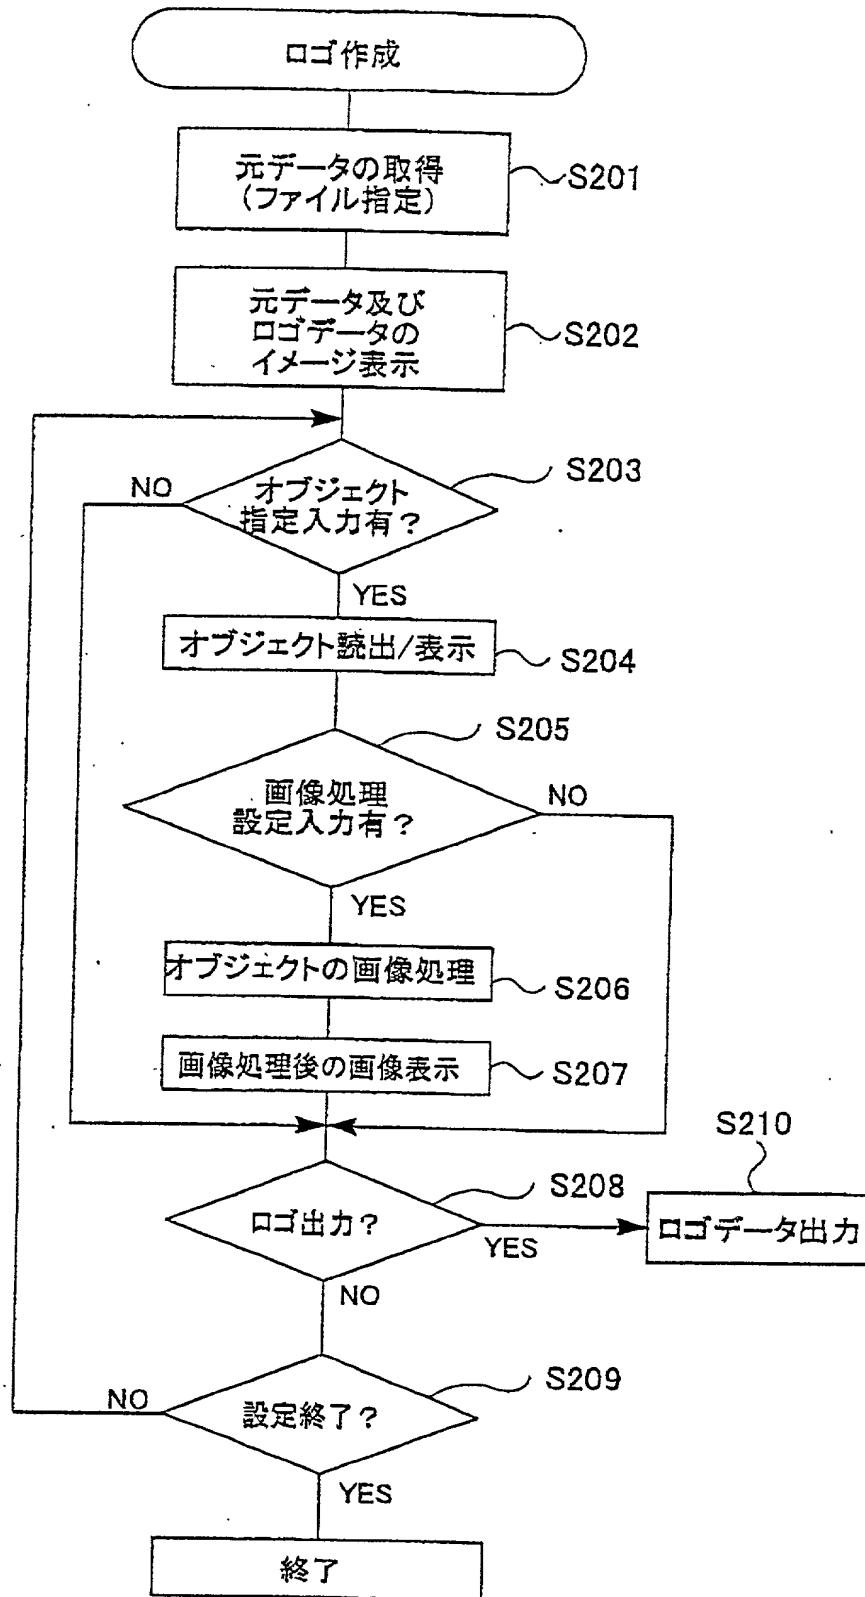 ロゴ作成
元データの取得
(ファイル指定)
S201
元データ及び
ロゴデータの
イメージ表示
S202
S203
NO
オブジェクト
指定入力有？
YES
オブジェクト読出/表示
S204
S205
画像処理
設定入力有？
NO
YES
オブジェクトの画像処理
S206
画像処理後の画像表示
S207
S210
S208
ロゴ出力？
YES
ロゴデータ出力
NO
S209
NO
設定終了？
YES
終了